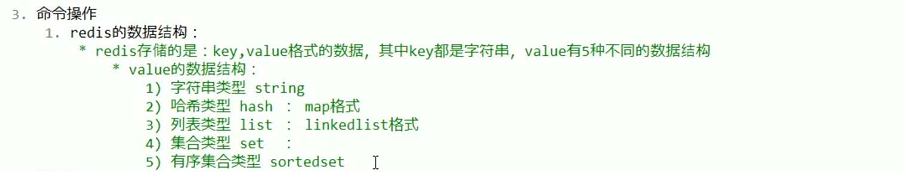 3. 命令操作
1. redis的数据结构：
* redis存储的是：key,value格式的数据，其中key都是字符串，value有5种不同的数据结构
* value的数据结构：
1) 字符串类型 string
2) 哈希类型 hash ： map格式
3) 列表类型 list ： linkedlist格式
4) 集合类型 set ：
5) 有序集合类型 sortedset